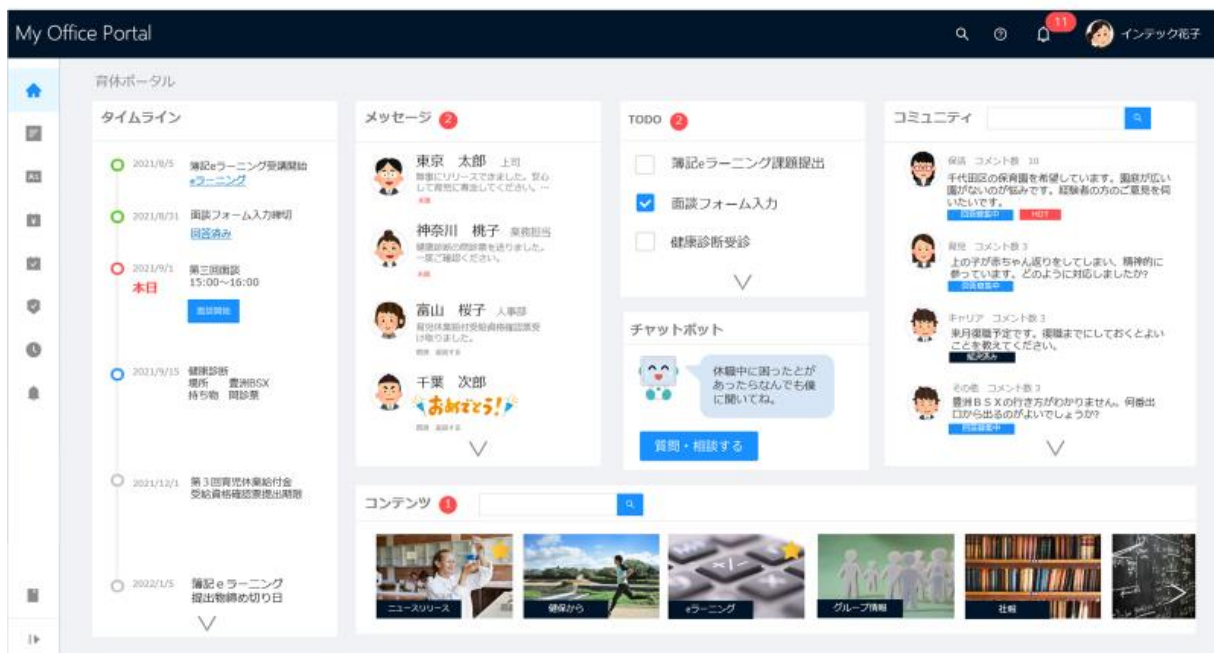 My Office Portal
11
インテック花子
育休ポータル
タイムライン
2021/8/5 簿記eラーニング受講開始
eラーニング
2021/8/31 面談フォーム入力締切
回答済み
2021/9/1 第三回面談
本日 15:00～16:00
面談開始
2021/9/15 健康診断
場所 豊洲BSX
持ち物 問診票
2021/12/1 第3回育児休業給付金
受給資格確認票提出期限
2022/1/5 簿記eラーニング
提出物締め切り日
メッセージ 2
東京 太郎 上司
無事にリリースできました。安心
して育児に専念してください。…
未読
神奈川 桃子 業務担当
健康診断の問診票を送りました。
一度ご確認ください。
未読
富山 桜子 人事部
育児休業給付受給資格確認票受
け取りました。
既読 返信する
千葉 次郎
おめでとう!
既読 返信する
TODO 2
簿記eラーニング課題提出
面談フォーム入力
健康診断受診
チャットボット
休職中に困ったとが
あったらなんでも僕
に聞いてね。
質問・相談する
コミュニティ
保活 コメント数 10
千代田区の保育園を希望しています。園庭が広い
園がないのが悩みです。経験者の方のご意見を伺
いたいです。
回答募集中 HOT
育児 コメント数 3
上の子が赤ちゃん返りをしてしまい、精神的に
参っています。どのように対応しましたか?
回答募集中
キャリア コメント数 3
来月復職予定です。復職までにしておくとよい
ことを教えてください。
解決済み
その他 コメント数 3
豊洲BSXの行き方がわかりません。何番出
口から出るのがよいでしょうか?
回答募集中
コンテンツ 1
ニュースリリース
健保から
eラーニング
グループ情報
社報